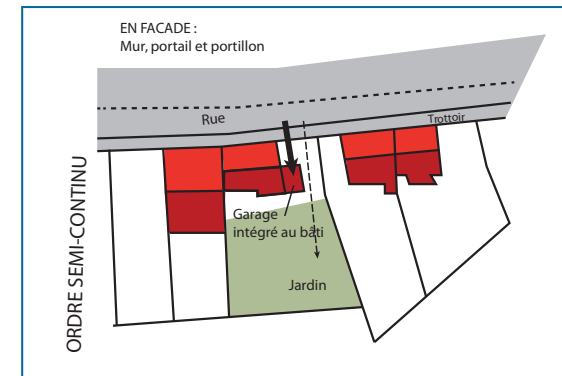 EN FACADE :
Mur, portail et portillon
Rue
Trottoir
Garage
intégré au bâti
Jardin
ORDRE SEMI-CONTINU